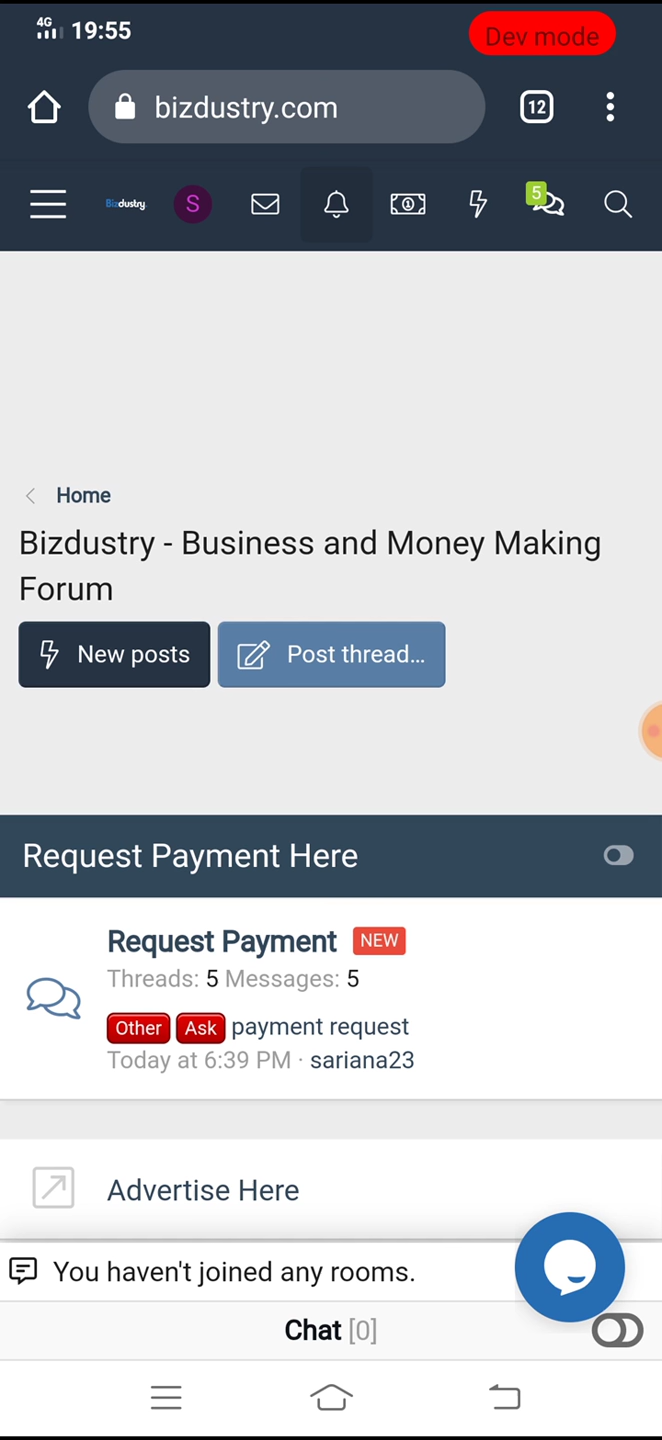 4G 19:55 Dev mode
bizdustry.com 12
Bizdustry S 5
Home
Bizdustry - Business and Money Making
Forum
New posts Post thread...
Request Payment Here
Request Payment NEW
Threads: 5 Messages: 5
Other Ask payment request
Today at 6:39 PM · sariana23
Advertise Here
You haven't joined any rooms.
Chat [0]